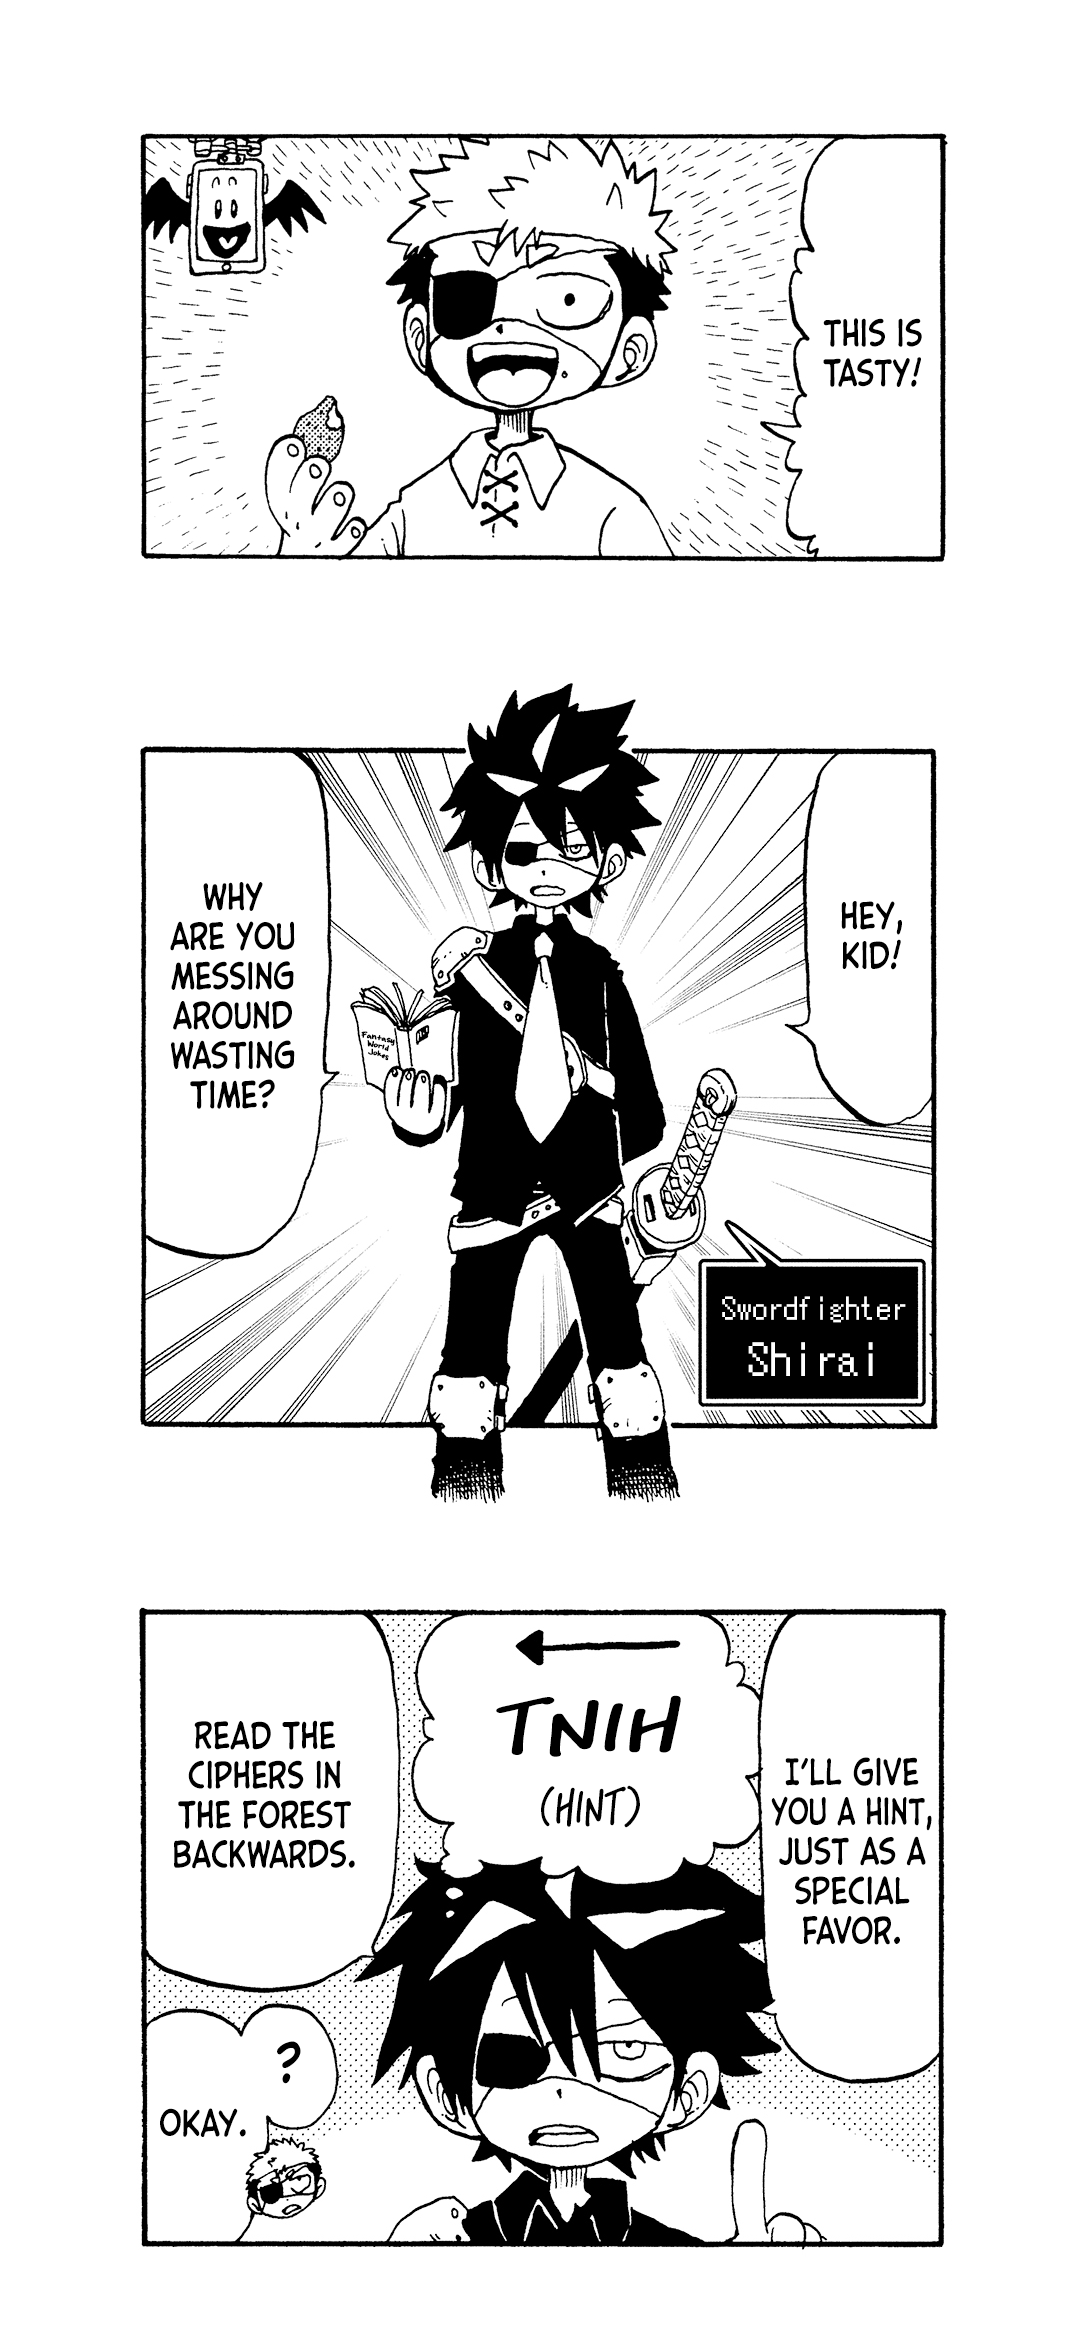 THIS IS
TASTY!
HEY,
KID!
WHY
ARE YOU
MESSING
AROUND
WASTING
TIME?
Fantasy
World
Jokes
Swordfighter
Shirai
I'LL GIVE
YOU A HINT,
JUST AS A
SPECIAL
FAVOR.
TNIH
(HINT)
READ THE
CIPHERS IN
THE FOREST
BACKWARDS.
?
OKAY.